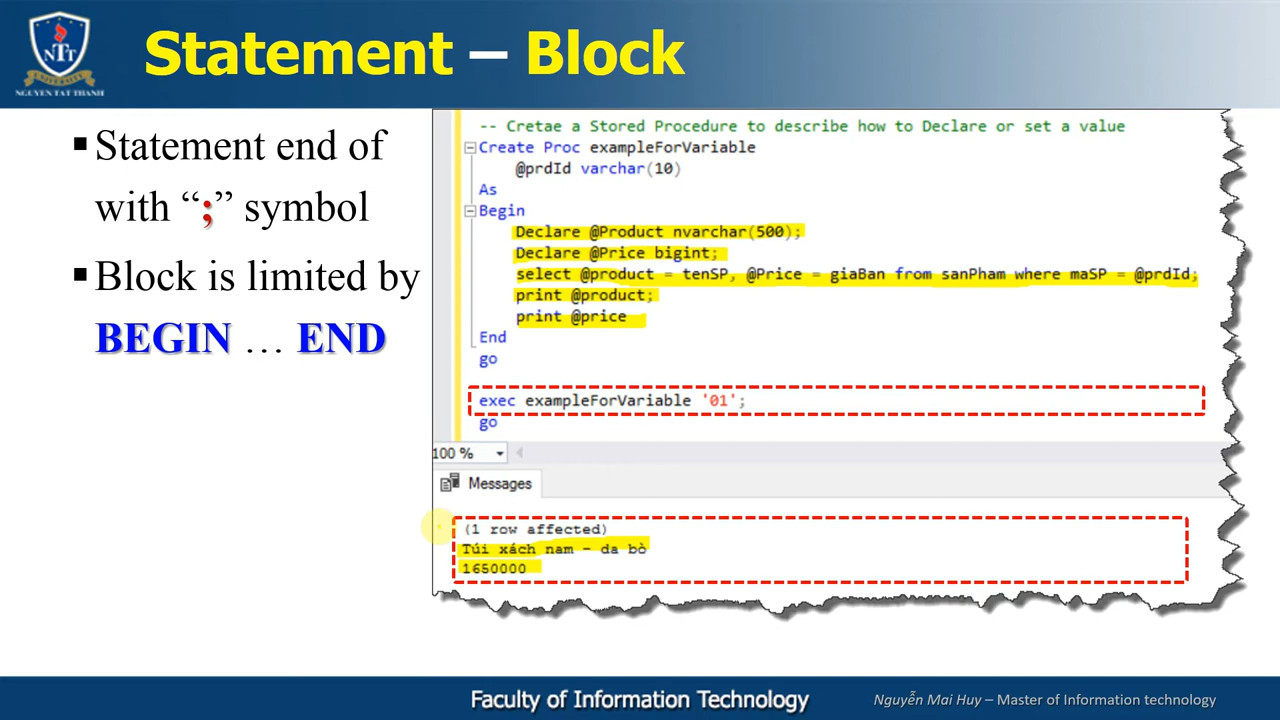 NTT
UNIVERSITY
NGUYEN TAT THANH
Statement – Block
▪ Statement end of
with “;” symbol
▪ Block is limited by
BEGIN … END
-- Cretae a Stored Procedure to describe how to Declare or set a value
Create Proc exampleForVariable
@prdId varchar(10)
As
Begin
Declare @Product nvarchar(500);
Declare @Price bigint;
select @product = tenSP, @Price = giaBan from sanPham where maSP = @prdId;
print @product;
print @price
End
go
exec exampleForVariable '01';
go
100 %
Messages
(1 row affected)
Túi xách nam - da bò
1650000
Faculty of Information Technology
Nguyễn Mai Huy – Master of Information technology